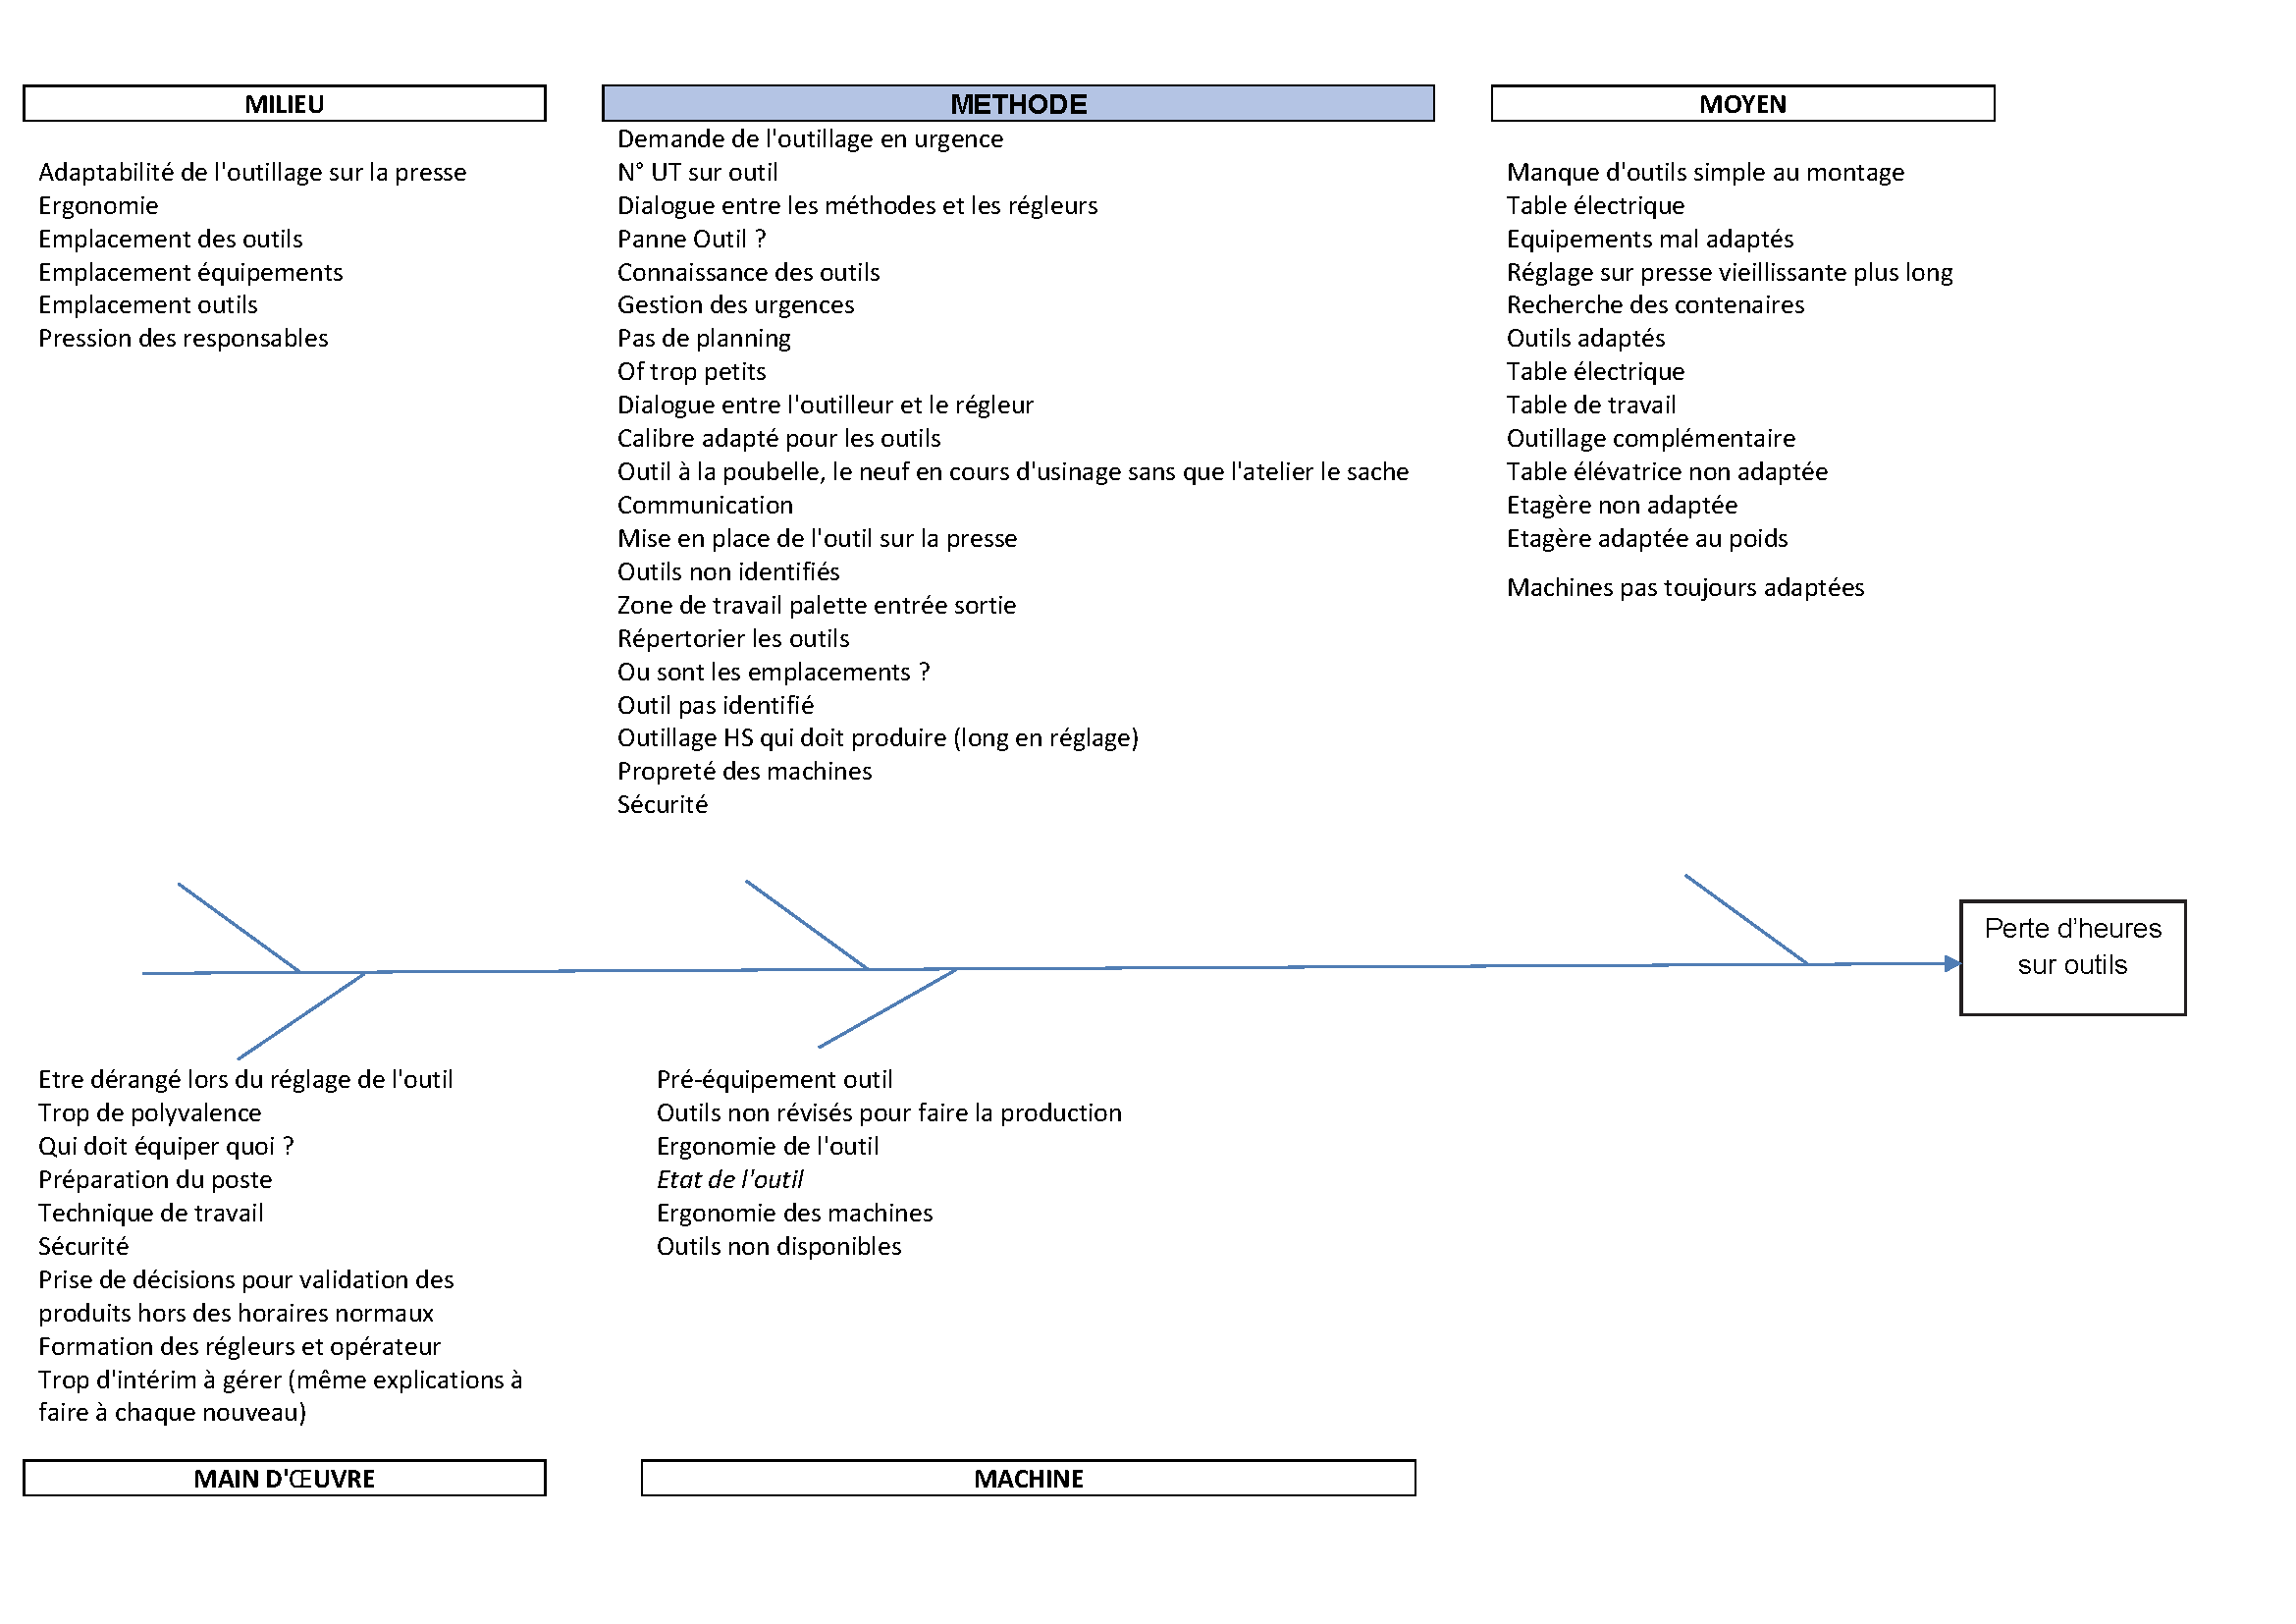 MILIEU
Adaptabilité de l'outillage sur la presse
Ergonomie
Emplacement des outils
Emplacement équipements
Emplacement outils
Pression des responsables
METHODE
Demande de l'outillage en urgence
N° UT sur outil
Dialogue entre les méthodes et les régleurs
Panne Outil ?
Connaissance des outils
Gestion des urgences
Pas de planning
Of trop petits
Dialogue entre l'outilleur et le régleur
Calibre adapté pour les outils
Outil à la poubelle, le neuf en cours d'usinage sans que l'atelier le sache
Communication
Mise en place de l'outil sur la presse
Outils non identifiés
Zone de travail palette entrée sortie
Répertorier les outils
Ou sont les emplacements ?
Outil pas identifié
Outillage HS qui doit produire (long en réglage)
Propreté des machines
Sécurité
MOYEN
Manque d'outils simple au montage
Table électrique
Equipements mal adaptés
Réglage sur presse vieillissante plus long
Recherche des contenaires
Outils adaptés
Table électrique
Table de travail
Outillage complémentaire
Table élévatrice non adaptée
Etagère non adaptée
Etagère adaptée au poids
Machines pas toujours adaptées
Perte d’heures
sur outils
Etre dérangé lors du réglage de l'outil
Trop de polyvalence
Qui doit équiper quoi ?
Préparation du poste
Technique de travail
Sécurité
Prise de décisions pour validation des
produits hors des horaires normaux
Formation des régleurs et opérateur
Trop d'intérim à gérer (même explications à
faire à chaque nouveau)
MAIN D'ŒUVRE
Pré-équipement outil
Outils non révisés pour faire la production
Ergonomie de l'outil
Etat de l'outil
Ergonomie des machines
Outils non disponibles
MACHINE